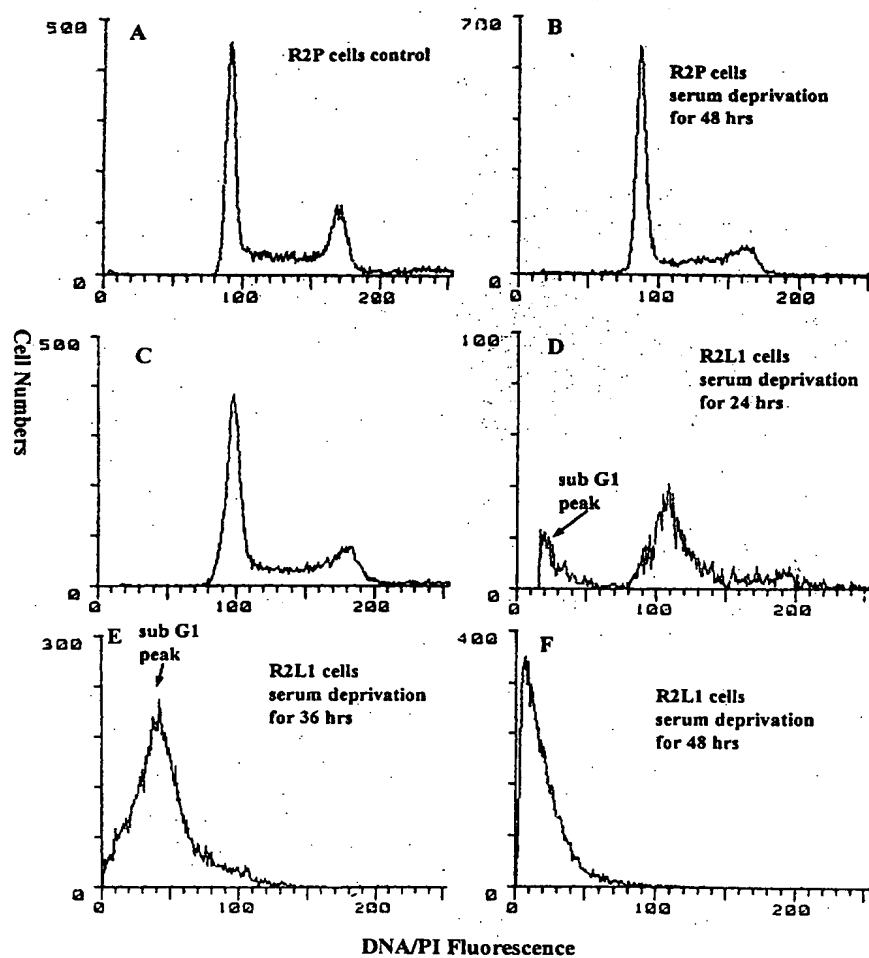 500
A
R2P cells control
0
0
100
200
700
B
R2P cells
serum deprivation
for 48 hrs
0
0
100
200
Cell Numbers
500
C
0
0
100
200
100
D
R2L1 cells
serum deprivation
for 24 hrs
sub G1
peak
0
0
100
200
300
E
sub G1
peak
R2L1 cells
serum deprivation
for 36 hrs
0
100
200
400
F
R2L1 cells
serum deprivation
for 48 hrs
0
0
100
200
DNA/PI Fluorescence